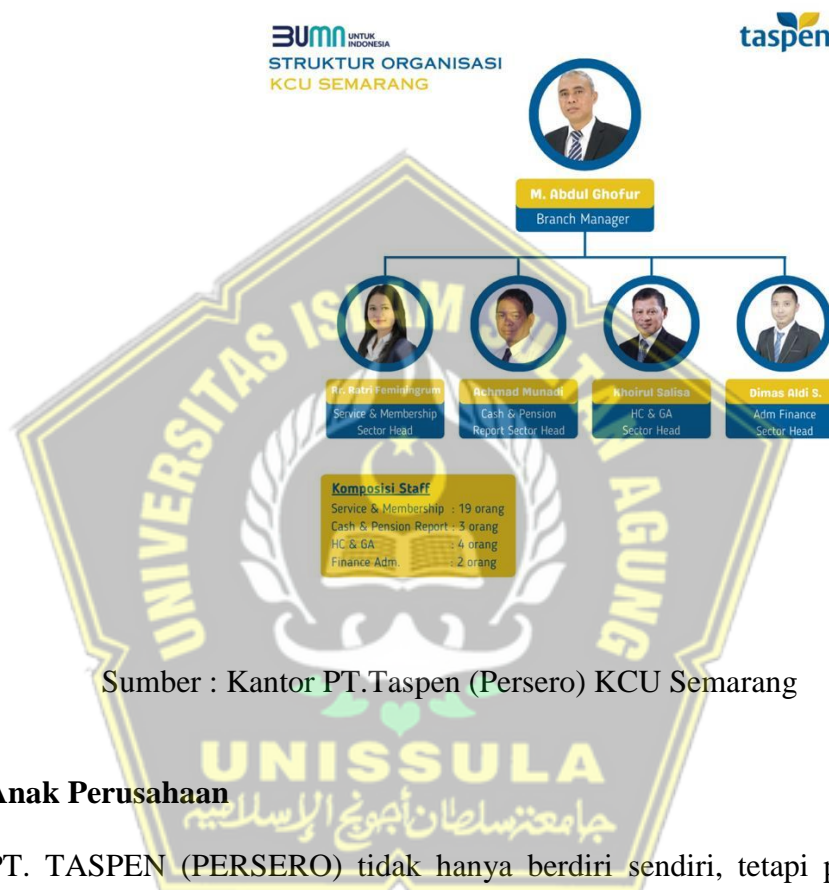 BUMN UNTUK
INDONESIA
taspen
STRUKTUR ORGANISASI
KCU SEMARANG
M. Abdul Ghofur
Branch Manager
Rr. Ratri Feminingrum
Service & Membership
Sector Head
Achmad Munadi
Cash & Pension
Report Sector Head
Khoirul Salisa
HC & GA
Sector Head
Dimas Aldi S.
Adm Finance
Sector Head
Komposisi Staff
Service & Membership : 19 orang
Cash & Pension Report : 3 orang
HC & GA : 4 orang
Finance Adm. : 2 orang
UNIVERSITAS ISLAM SULTAN AGUNG
Sumber : Kantor PT.Taspen (Persero) KCU Semarang
UNISSULA
جامعة سلطان أجونج الإسلامية
Anak Perusahaan
PT. TASPEN (PERSERO) tidak hanya berdiri sendiri, tetapi p